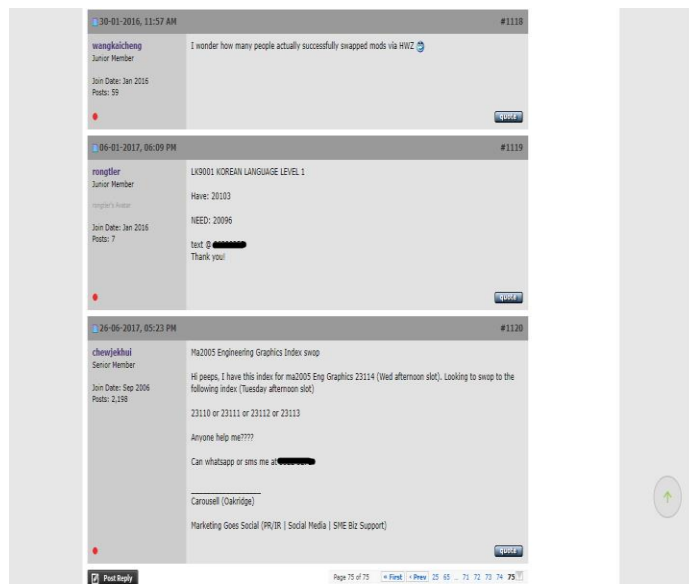 30-01-2016, 11:57 AM #1118
wangkaicheng
Junior Member
Join Date: Jan 2016
Posts: 59
I wonder how many people actually successfully swapped mods via HWZ
quote
06-01-2017, 06:09 PM #1119
rongtler
Junior Member
rongtler's Avatar
Join Date: Jan 2016
Posts: 7
LK9001 KOREAN LANGUAGE LEVEL 1
Have: 20103
NEED: 20096
text @
Thank you!
quote
26-06-2017, 05:23 PM #1120
chewjekhui
Senior Member
Join Date: Sep 2006
Posts: 2,198
Ma2005 Engineering Graphics Index swop
Hi peeps, I have this index for ma2005 Eng Graphics 23114 (Wed afternoon slot). Looking to swop to the
following index (Tuesday afternoon slot)
23110 or 23111 or 23112 or 23113
Anyone help me????
Can whatsapp or sms me at
Carousell (Oakridge)
Marketing Goes Social (PR/IR | Social Media | SME Biz Support)
quote
Post Reply
Page 75 of 75 « First ‹ Prev 25 65 ... 71 72 73 74 75